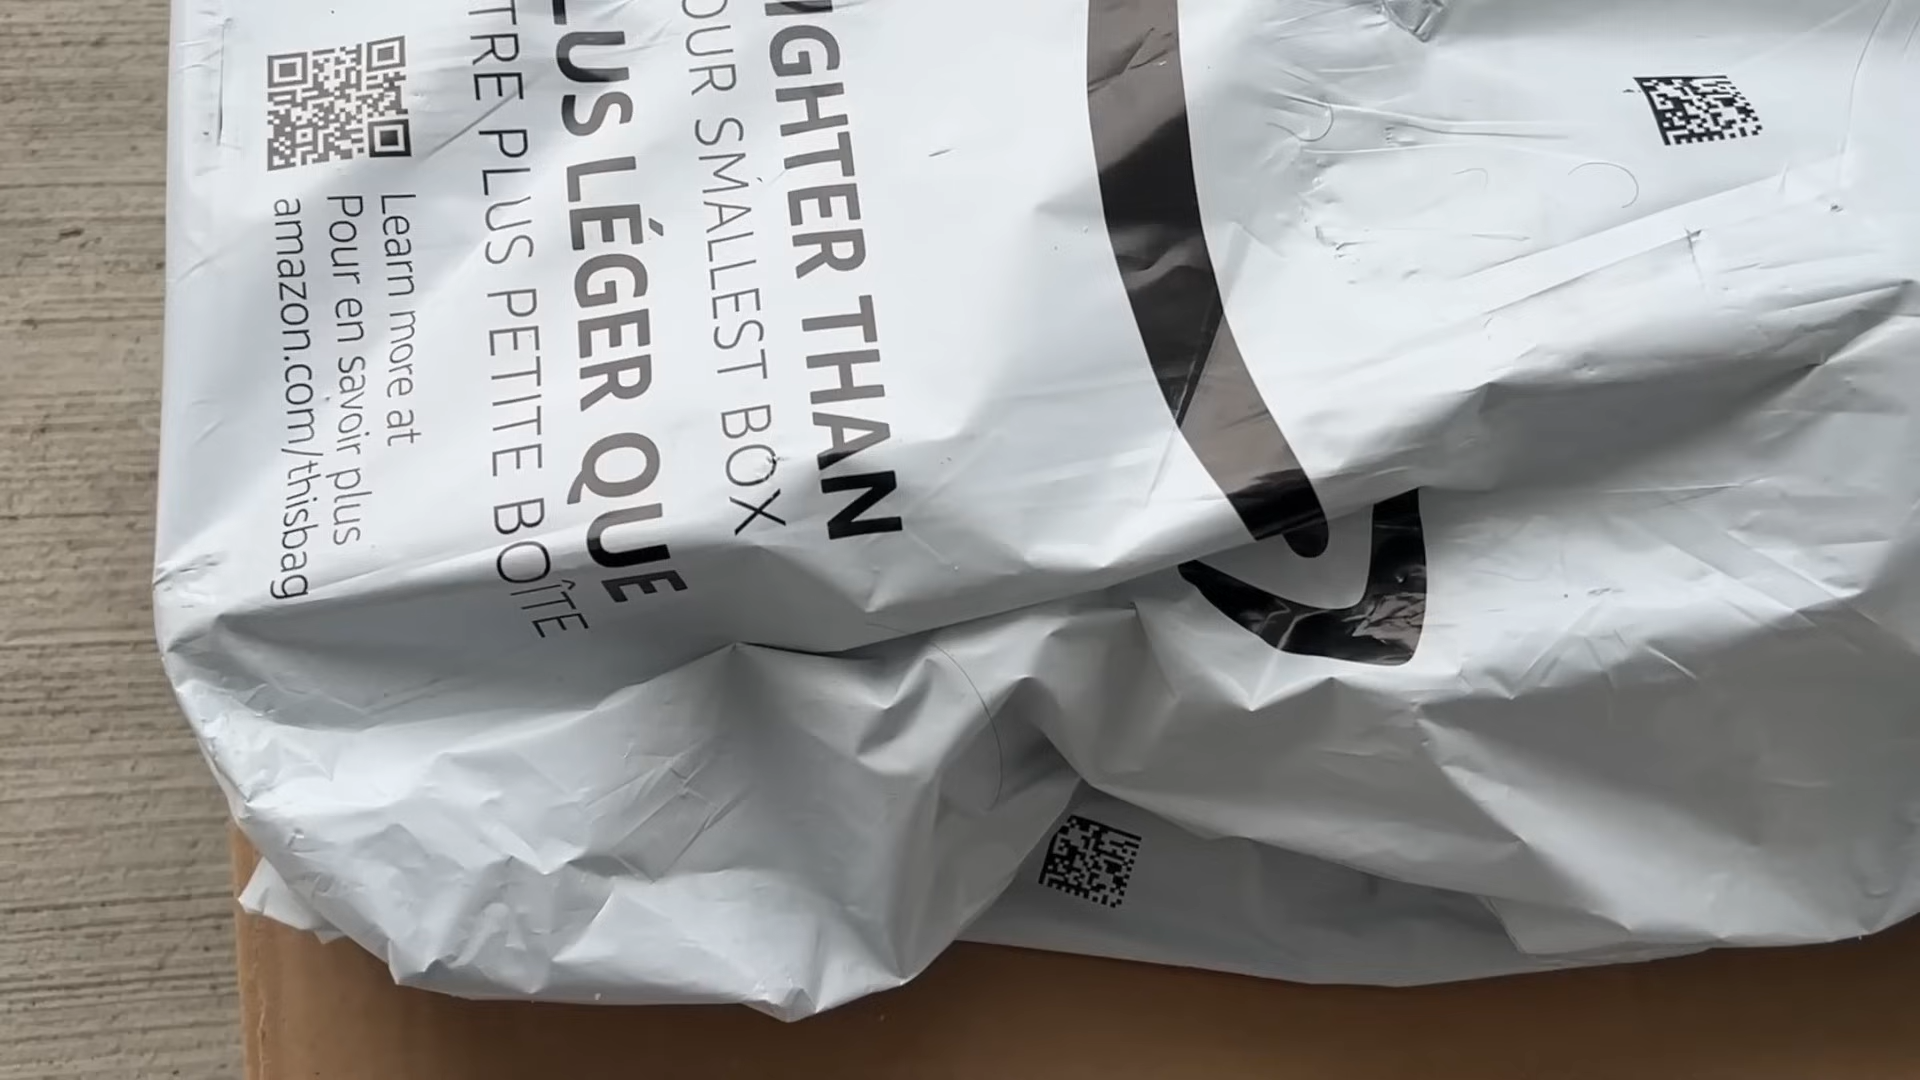 IGHTER THAN
OUR SMALLEST BOX
LUS LÉGER QUE
TRE PLUS PETITE BOÎTE
Learn more at
Pour en savoir plus
amazon.com/thisbag